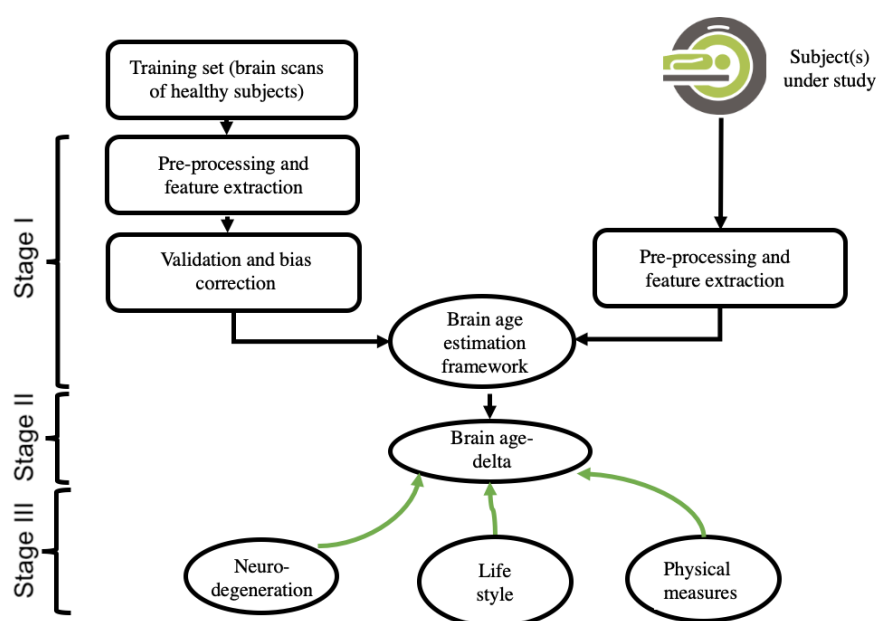 Training set (brain scans
of healthy subjects)
Subject(s)
under study
Stage I
Pre-processing and
feature extraction
Validation and bias
correction
Pre-processing and
feature extraction
Brain age
estimation
framework
Stage II
Brain age-
delta
Stage III
Neuro-
degeneration
Life
style
Physical
measures